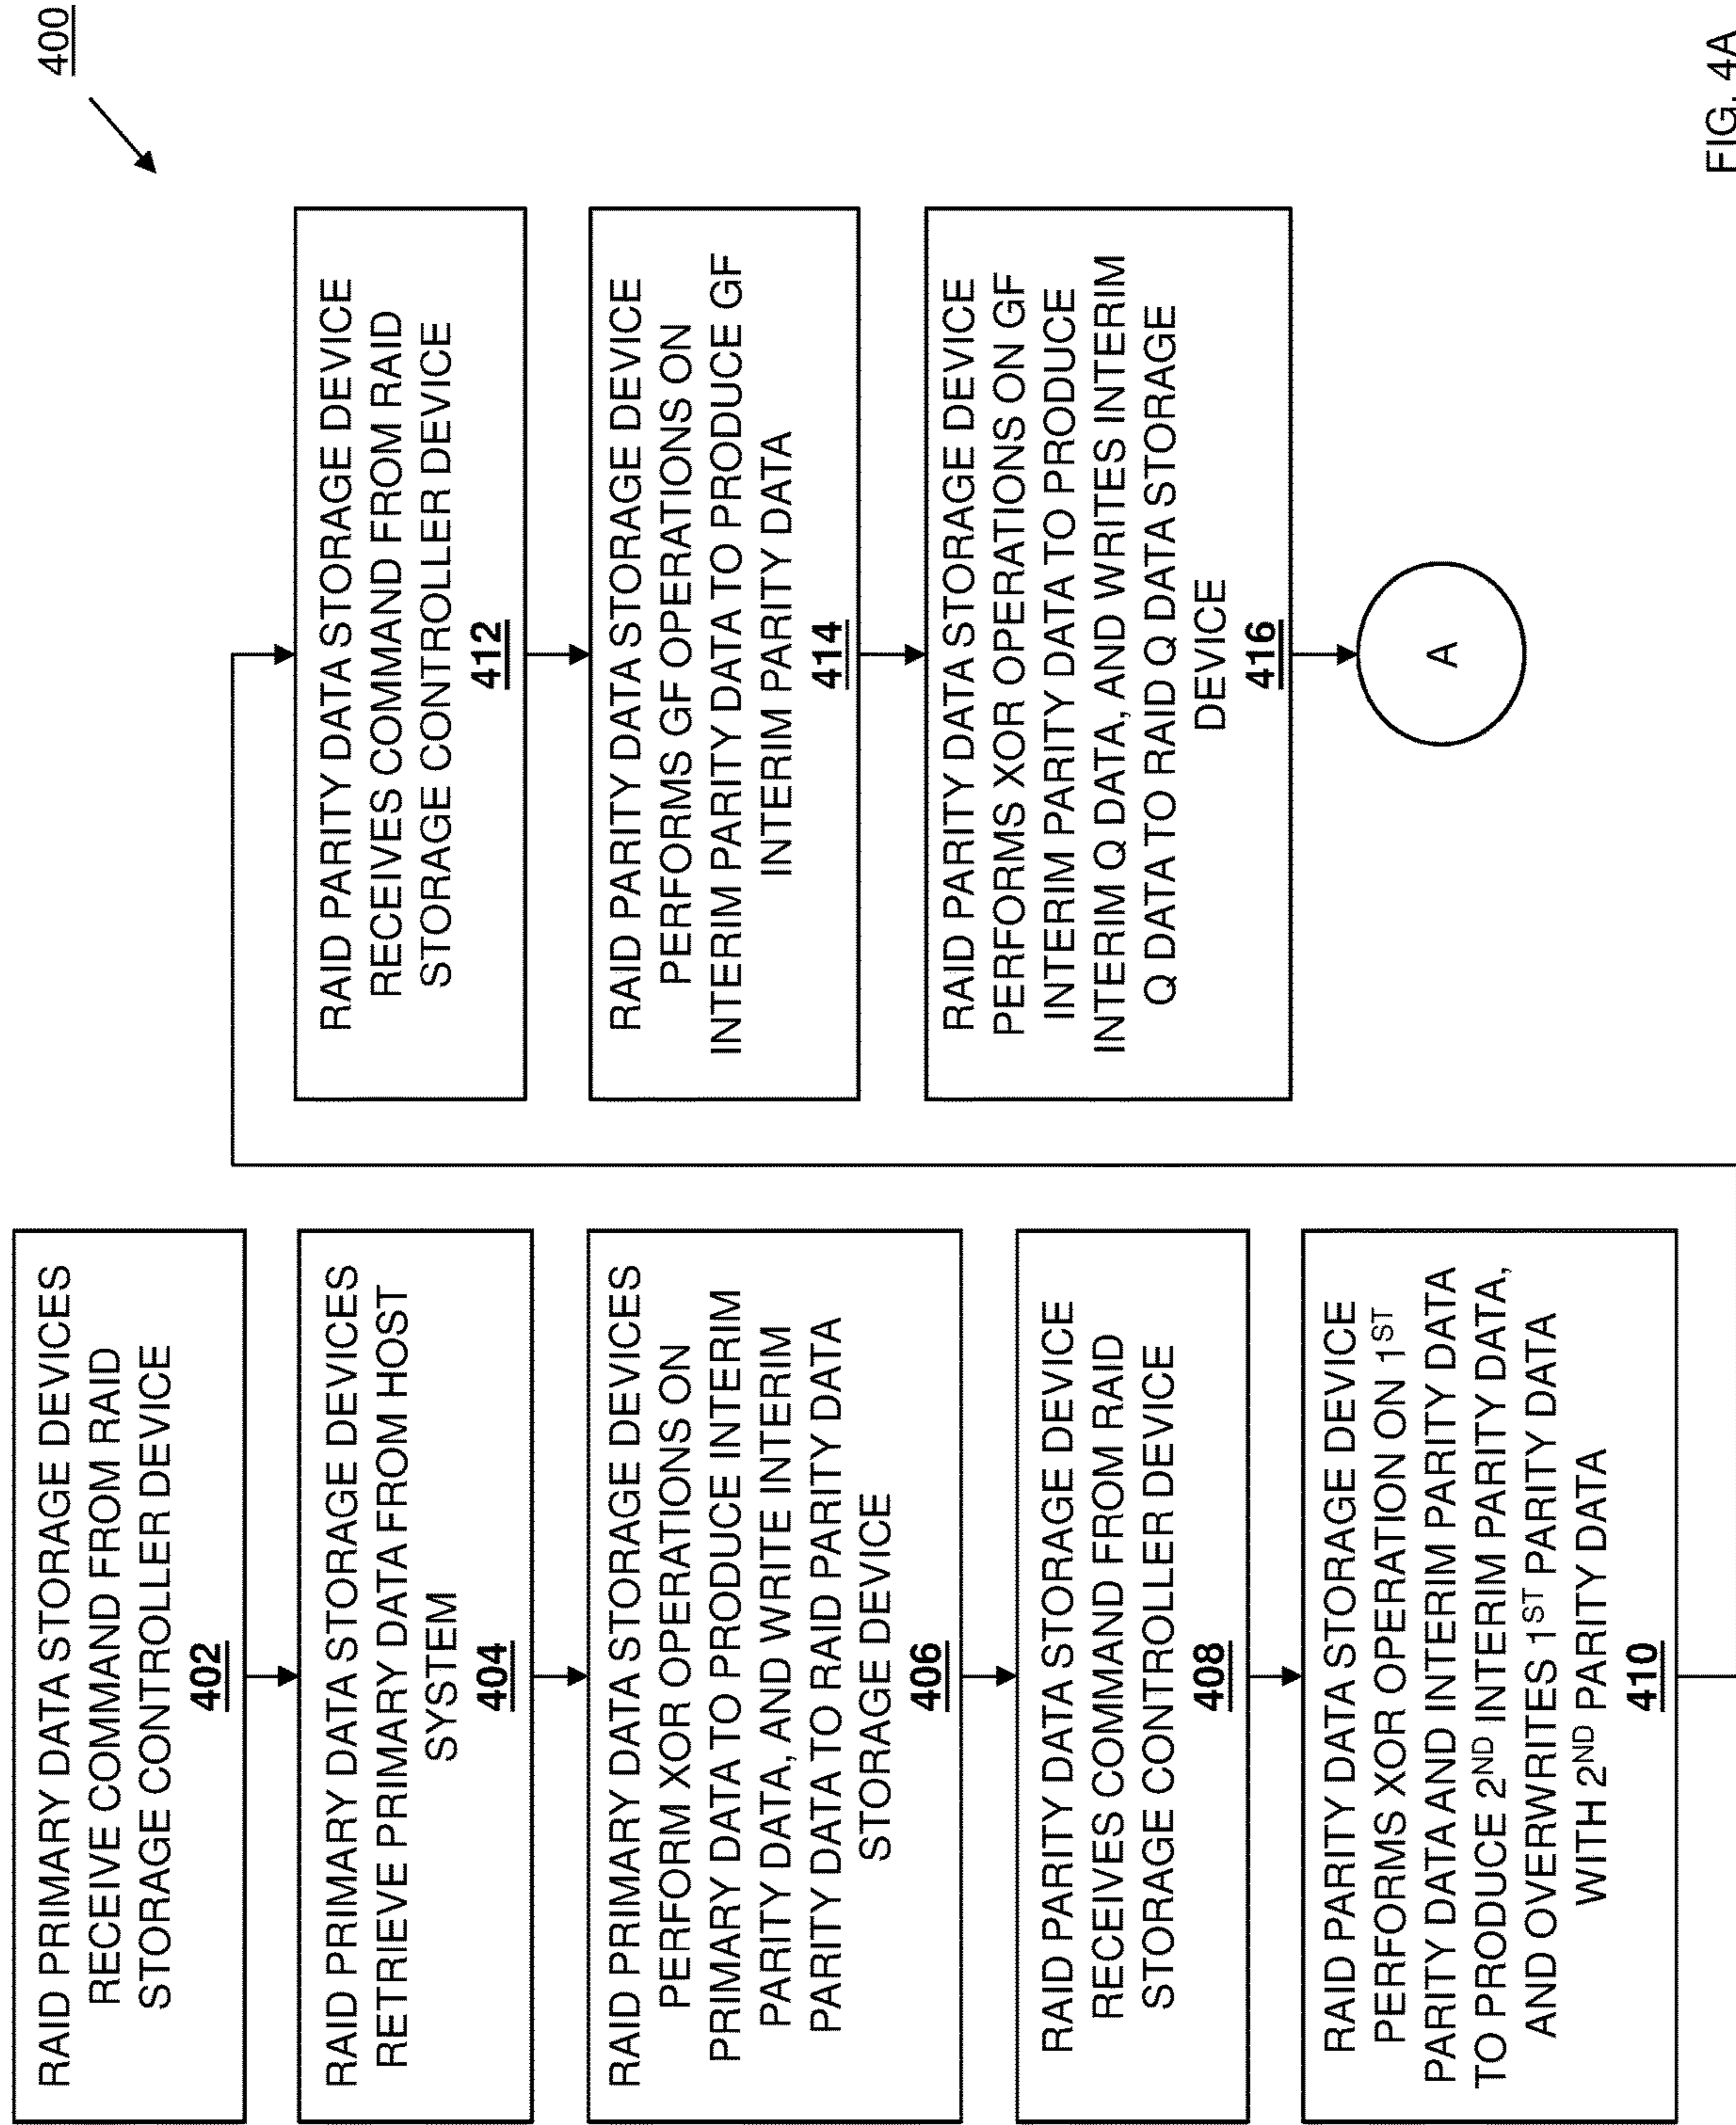 400
RAID PRIMARY DATA STORAGE DEVICES
RECEIVE COMMAND FROM RAID
STORAGE CONTROLLER DEVICE
402
RAID PRIMARY DATA STORAGE DEVICES
RETRIEVE PRIMARY DATA FROM HOST
SYSTEM
404
RAID PRIMARY DATA STORAGE DEVICES
PERFORM XOR OPERATIONS ON
PRIMARY DATA TO PRODUCE INTERIM
PARITY DATA, AND WRITE INTERIM
PARITY DATA TO RAID PARITY DATA
STORAGE DEVICE
406
RAID PARITY DATA STORAGE DEVICE
RECEIVES COMMAND FROM RAID
STORAGE CONTROLLER DEVICE
408
RAID PARITY DATA STORAGE DEVICE
PERFORMS XOR OPERATION ON 1ST
PARITY DATA AND INTERIM PARITY DATA
TO PRODUCE 2ND INTERIM PARITY DATA,
AND OVERWRITES 1ST PARITY DATA
WITH 2ND PARITY DATA
410
RAID PARITY DATA STORAGE DEVICE
RECEIVES COMMAND FROM RAID
STORAGE CONTROLLER DEVICE
412
RAID PARITY DATA STORAGE DEVICE
PERFORMS GF OPERATIONS ON
INTERIM PARITY DATA TO PRODUCE GF
INTERIM PARITY DATA
414
RAID PARITY DATA STORAGE DEVICE
PERFORMS XOR OPERATIONS ON GF
INTERIM PARITY DATA TO PRODUCE
INTERIM Q DATA, AND WRITES INTERIM
Q DATA TO RAID Q DATA STORAGE
DEVICE
416
A
FIG. 4A